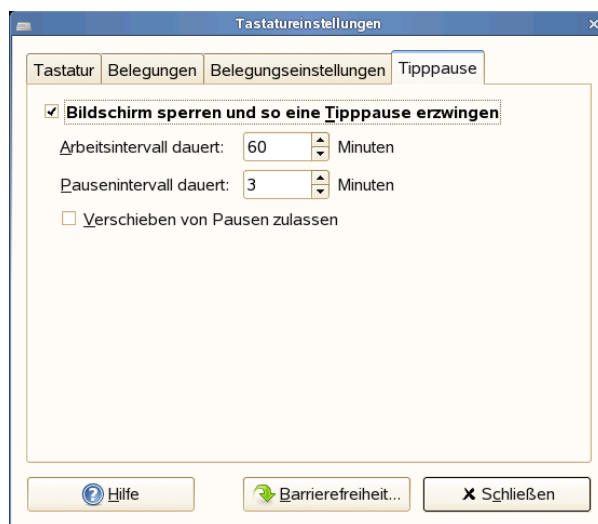 Tastatureinstellungen
Tastatur Belegungen Belegungseinstellungen Tipppause
Bildschirm sperren und so eine Tipppause erzwingen
Arbeitsintervall dauert: 60 Minuten
Pausenintervall dauert: 3 Minuten
Verschieben von Pausen zulassen
Hilfe Barrierefreiheit... Schließen